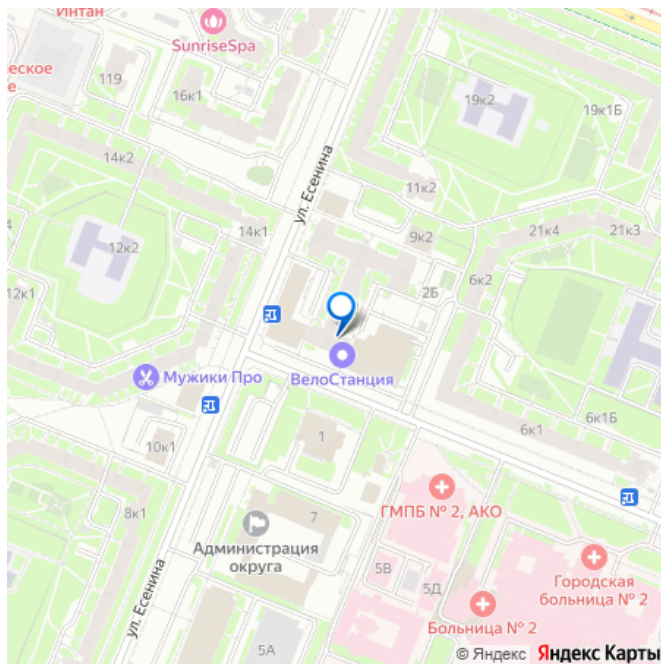 Интан
SunriseSpa
ческое
е
119
16к1
19к2
19к1Б
14к2
ул. Есенина
11к2
14к1
9к2
21к4
21к3
12к2
12к1
4
2Б
6к2
ВелоСтанция
Мужики Про
6к1Б
6к1
10к1
1
ГМПБ № 2, АКО
8к1
7
Администрация
округа
5В
5Д
Городская
больница № 2
Больница № 2
ул. Есенина
5А
© Яндекс Яндекс Карты